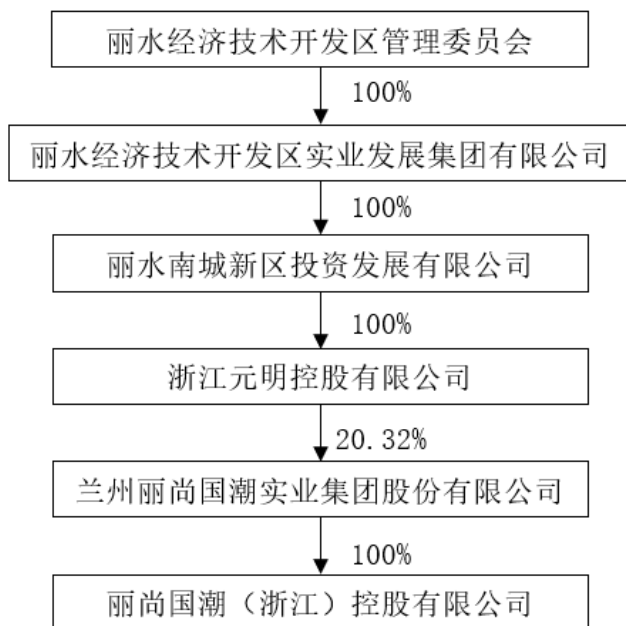 丽水经济技术开发区管理委员会
100%
丽水经济技术开发区实业发展集团有限公司
100%
丽水南城新区投资发展有限公司
100%
浙江元明控股有限公司
20.32%
兰州丽尚国潮实业集团股份有限公司
100%
丽尚国潮（浙江）控股有限公司